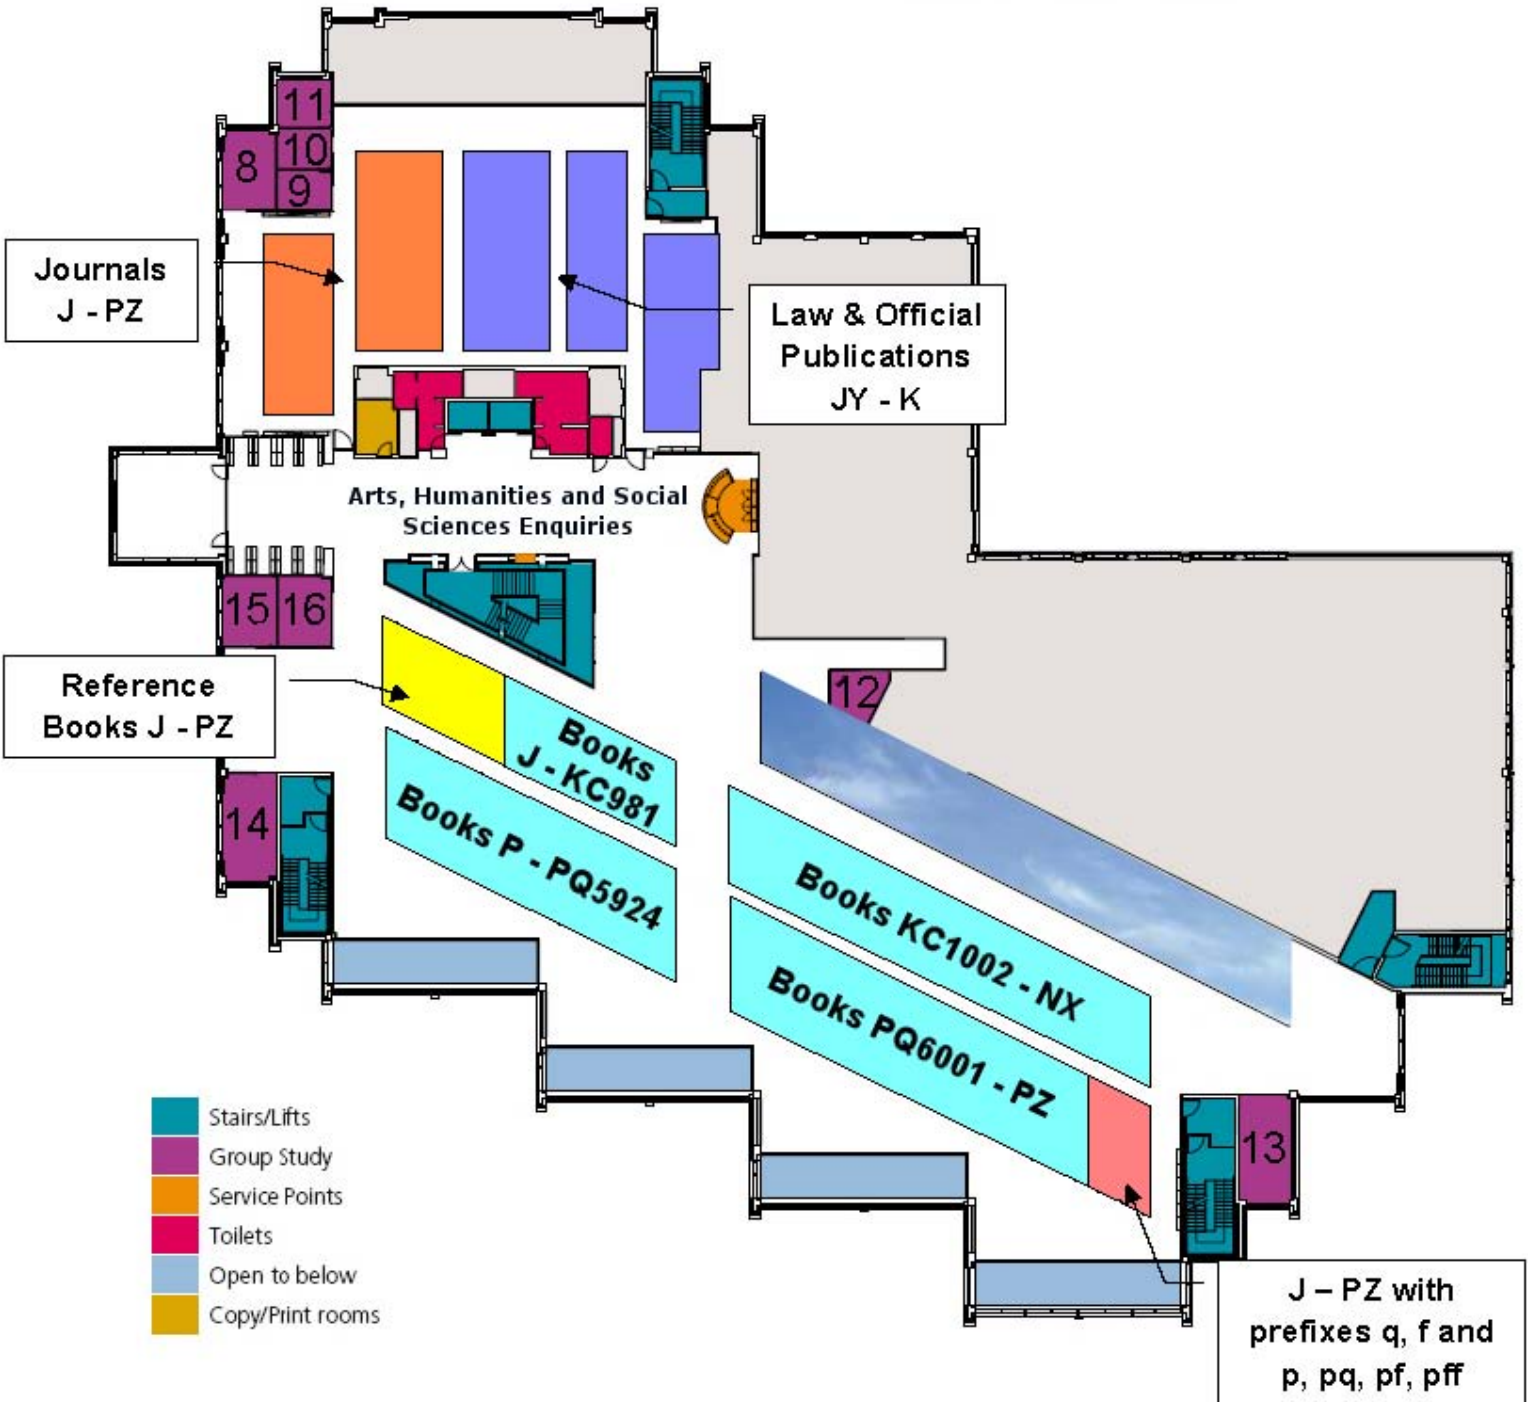 11
10
8
9
Journals
J - PZ
Law & Official
Publications
JY - K
Arts, Humanities and Social
Sciences Enquiries
15
16
12
Reference
Books J - PZ
Books
J - KC981
Books P - PQ5924
14
Books KC1002 - NX
Books PQ6001 - PZ
13
Stairs/Lifts
Group Study
Service Points
Toilets
Open to below
Copy/Print rooms
J – PZ with
prefixes q, f and
p, pq, pf, pff